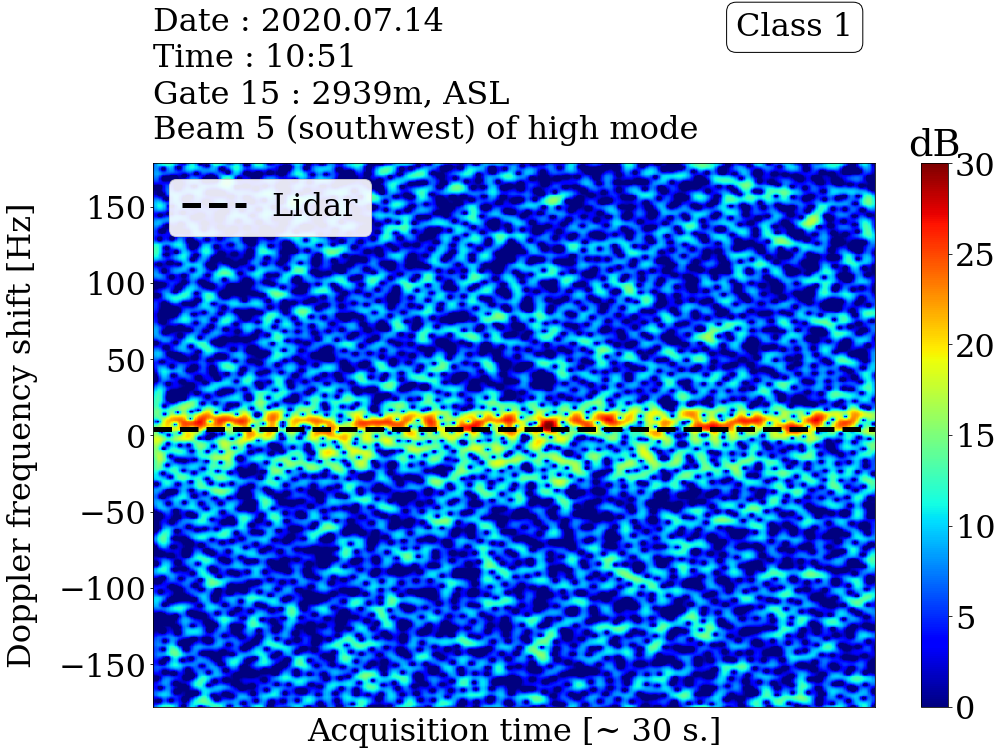 Date : 2020.07.14
Class 1
Time : 10:51
Gate 15 : 2939m, ASL
Beam 5 (southwest) of high mode
dB
Lidar
Doppler frequency shift [Hz]
150
100
50
0
−50
−100
−150
30
25
20
15
10
5
0
Acquisition time [~ 30 s.]